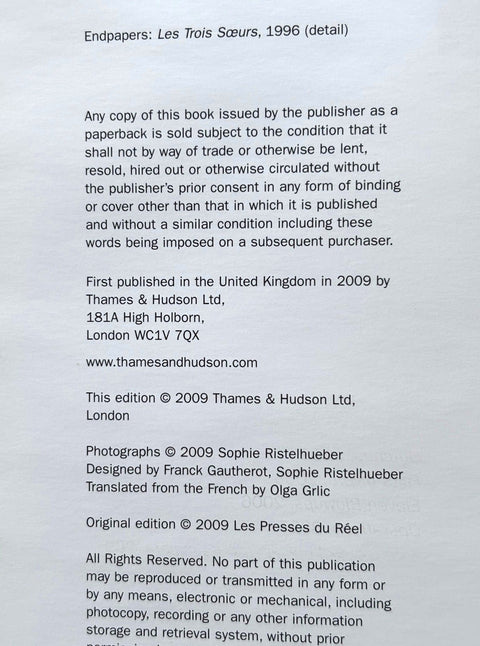 Endpapers: Les Trois Sœurs, 1996 (detail)
Any copy of this book issued by the publisher as a
paperback is sold subject to the condition that it
shall not by way of trade or otherwise be lent,
resold, hired out or otherwise circulated without
the publisher's prior consent in any form of binding
or cover other than that in which it is published
and without a similar condition including these
words being imposed on a subsequent purchaser.
First published in the United Kingdom in 2009 by
Thames & Hudson Ltd,
181A High Holborn,
London WC1V 7QX
www.thamesandhudson.com
This edition © 2009 Thames & Hudson Ltd,
London
Photographs © 2009 Sophie Ristelhueber
Designed by Franck Gautherot, Sophie Ristelhueber
Translated from the French by Olga Grlic
Original edition © 2009 Les Presses du Réel
All Rights Reserved. No part of this publication
may be reproduced or transmitted in any form or
by any means, electronic or mechanical, including
photocopy, recording or any other information
storage and retrieval system, without prior